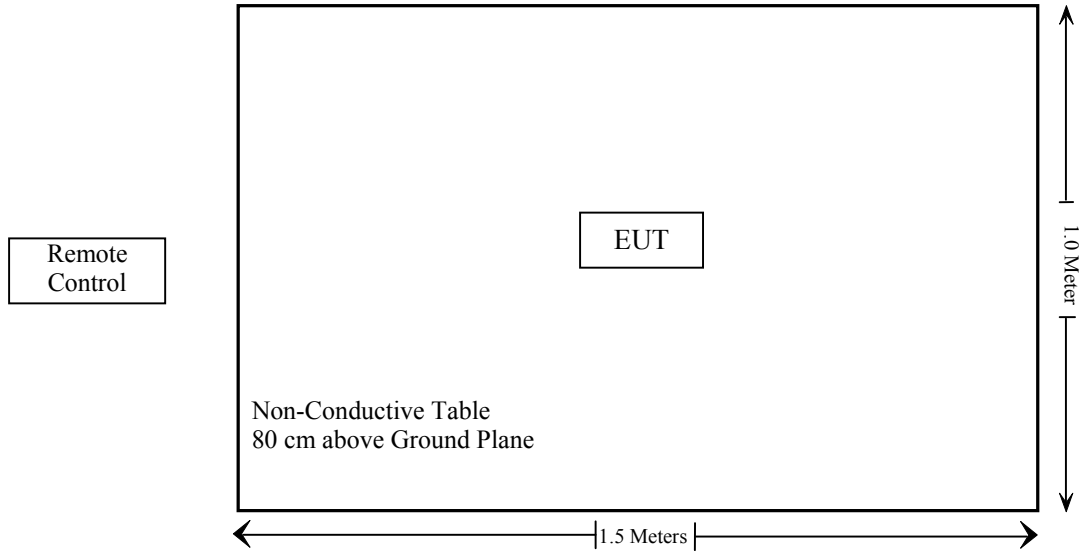 Remote
Control
EUT
1.0 Meter
Non-Conductive Table
80 cm above Ground Plane
1.5 Meters